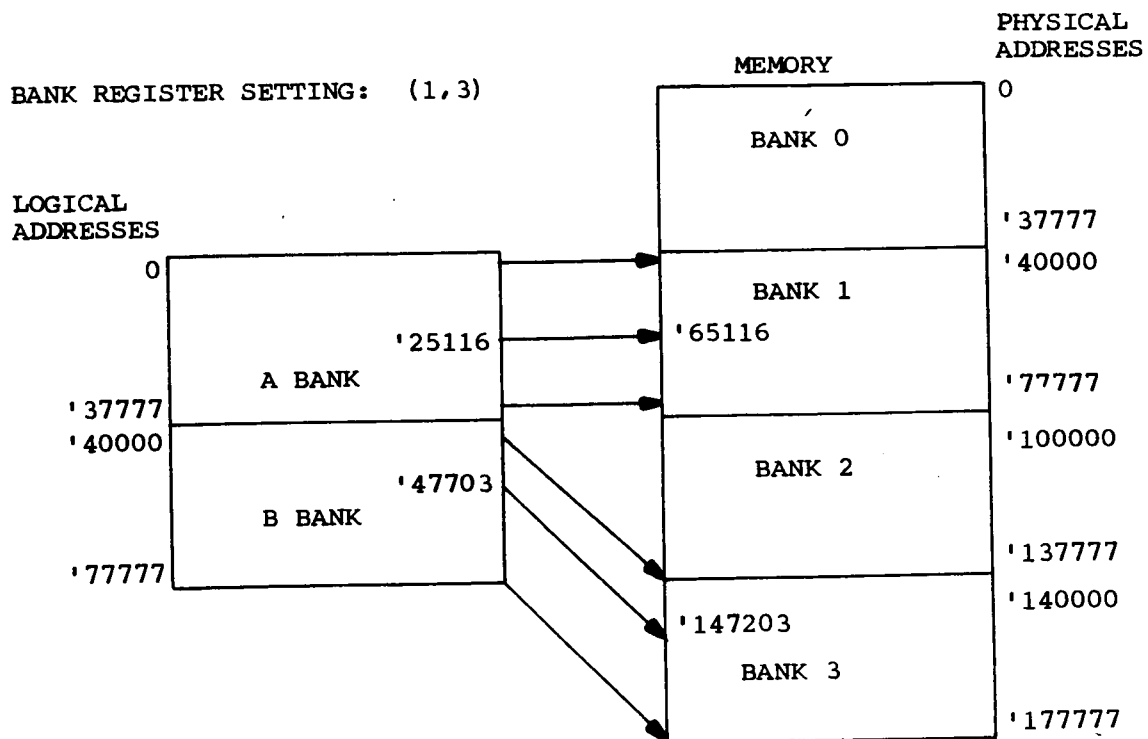 PHYSICAL
ADDRESSES
MEMORY
BANK REGISTER SETTING: (1,3)
0
BANK 0
LOGICAL
ADDRESSES
'37777
0
'40000
BANK 1
'25116
'65116
A BANK
'77777
'37777
'40000
'100000
BANK 2
'47703
B BANK
'137777
'77777
'140000
'147203
BANK 3
'177777